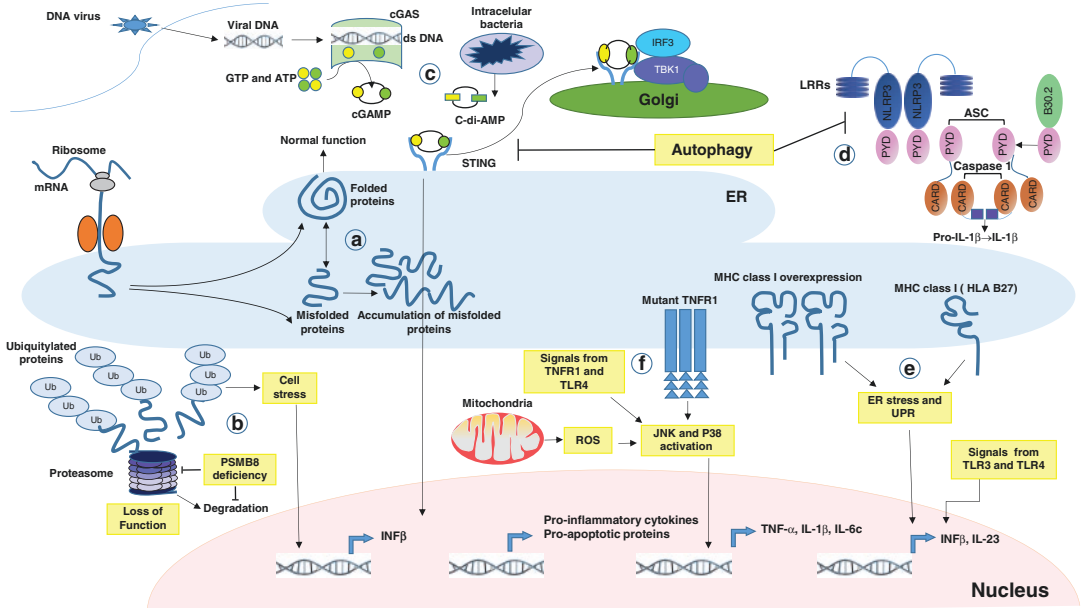 DNA virus
Viral DNA
cGAS
ds DNA
GTP and ATP
cGAMP
c
Intracellular
bacteria
C-di-AMP
STING
IRF3
TBK1
Golgi
Autophagy
LRRs
NLRP3
NLRP3
PYD
PYD
d
ASC
PYD
PYD
B30.2
PYD
Caspase 1
CARD
CARD
CARD
CARD
Pro-IL-1β→IL-1β
Ribosome
mRNA
Normal function
Folded
proteins
a
Misfolded
proteins
Accumulation of misfolded
proteins
ER
MHC class I overexpression
MHC class I ( HLA B27)
Mutant TNFR1
Ubiquitylated
proteins
Ub
Ub
Ub
Ub
Ub
Ub
Ub
Ub
Ub
b
Cell
stress
Proteasome
PSMB8
deficiency
Loss of
Function
Degradation
Signals from
TNFR1 and
TLR4
f
Mitochondria
ROS
JNK and P38
activation
e
ER stress and
UPR
Signals from
TLR3 and TLR4
INFβ
Pro-inflammatory cytokines
Pro-apoptotic proteins
TNF-α, IL-1β, IL-6c
INFβ, IL-23
Nucleus